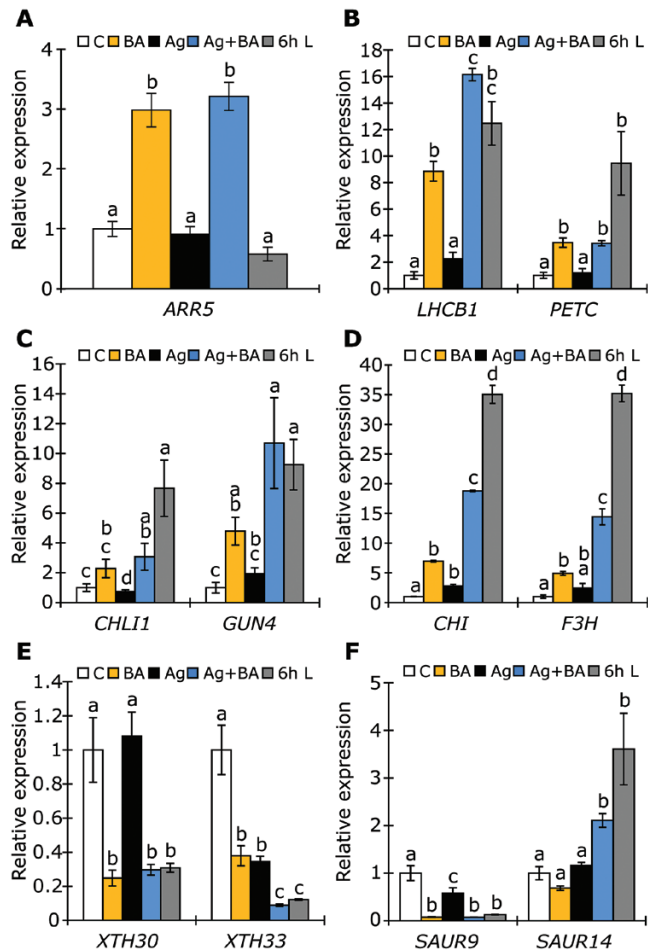 A
C BA Ag Ag+BA 6h L
Relative expression
4
3
2
1
0
a b a b a
ARR5
B
C BA Ag Ag+BA 6h L
Relative expression
18
16
14
12
10
8
6
4
2
0
a b a c b c
a b a b b
LHCB1 PETC
C
C BA Ag Ag+BA 6h L
Relative expression
16
14
12
10
8
6
4
2
0
c b c d a b a
c a b b c a a
CHLI1 GUN4
D
C BA Ag Ag+BA 6h L
Relative expression
40
35
30
25
20
15
10
5
0
a b b c d
a b b a c d
CHI F3H
E
C BA Ag Ag+BA 6h L
Relative expression
1.4
1.2
1
0.8
0.6
0.4
0.2
0
a b a b b
a b b c c
XTH30 XTH33
F
C BA Ag Ag+BA 6h L
Relative expression
5
4
3
2
1
0
a b c b b
a a a b b
SAUR9 SAUR14